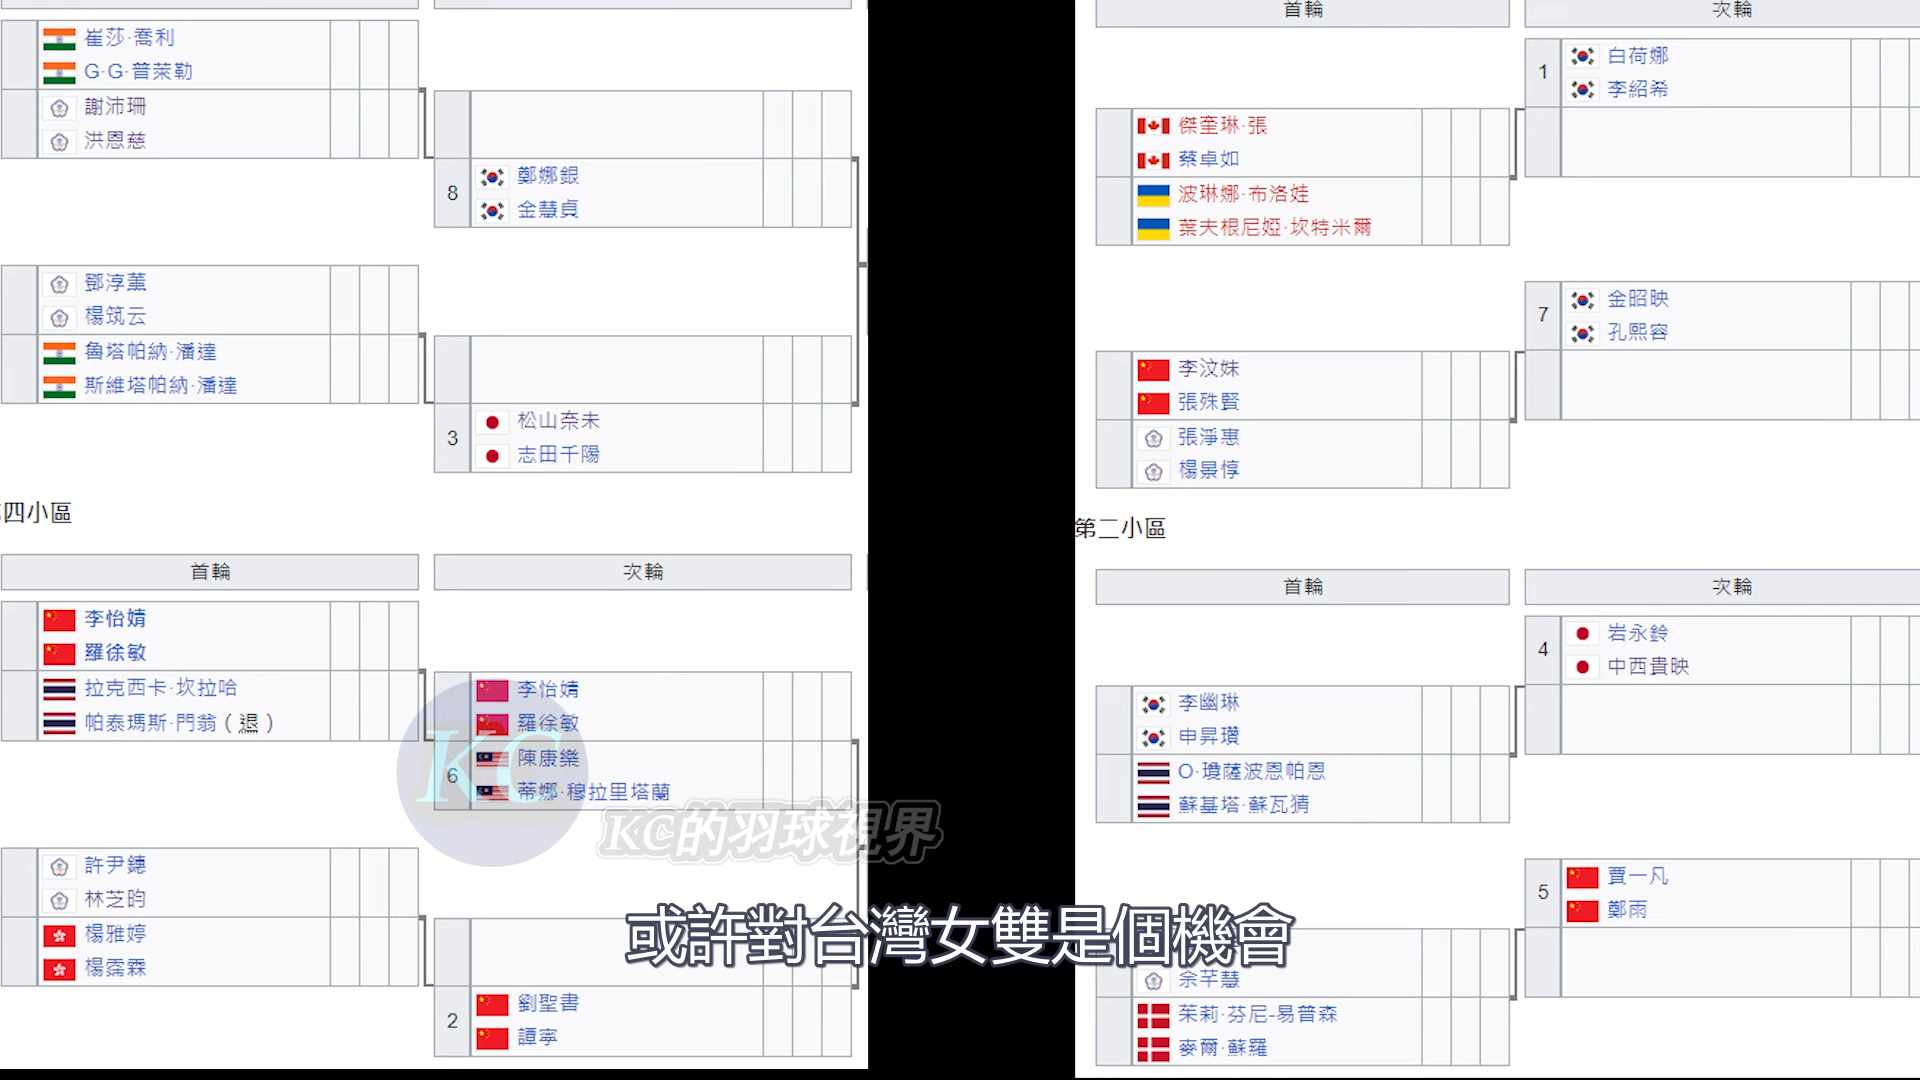 崔莎·喬利
G·G·普萊勒
謝沛珊
洪恩慈
8
鄭娜銀
金慧貞
鄧淳薰
楊筑云
魯塔帕納·潘達
斯維塔帕納·潘達
3
松山奈未
志田千陽
四小區
首輪
次輪
李怡婧
羅徐敏
拉克西卡·坎拉哈
帕泰瑪斯·門翁（退）
李怡婧
羅徐敏
6
陳康樂
蒂娜·穆拉里塔蘭
許尹鏸
林芝昀
楊雅婷
楊霈霖
2
劉聖書
譚寧
首輪
次輪
1
白荷娜
李紹希
傑奎琳·張
蔡卓如
波琳娜·布洛娃
葉夫根尼婭·坎特米爾
7
金昭映
孔熙容
李汶妹
張殊賢
張淨惠
楊景惇
第二小區
首輪
次輪
4
岩永鈴
中西貴映
李幽琳
申昇瓚
O·瓊薩波恩帕恩
蘇基塔·蘇瓦猜
5
賈一凡
鄭雨
余芊慧
茱莉·芬尼-易普森
麥爾·蘇羅
KC
KC的羽球視界
或許對台灣女雙是個機會